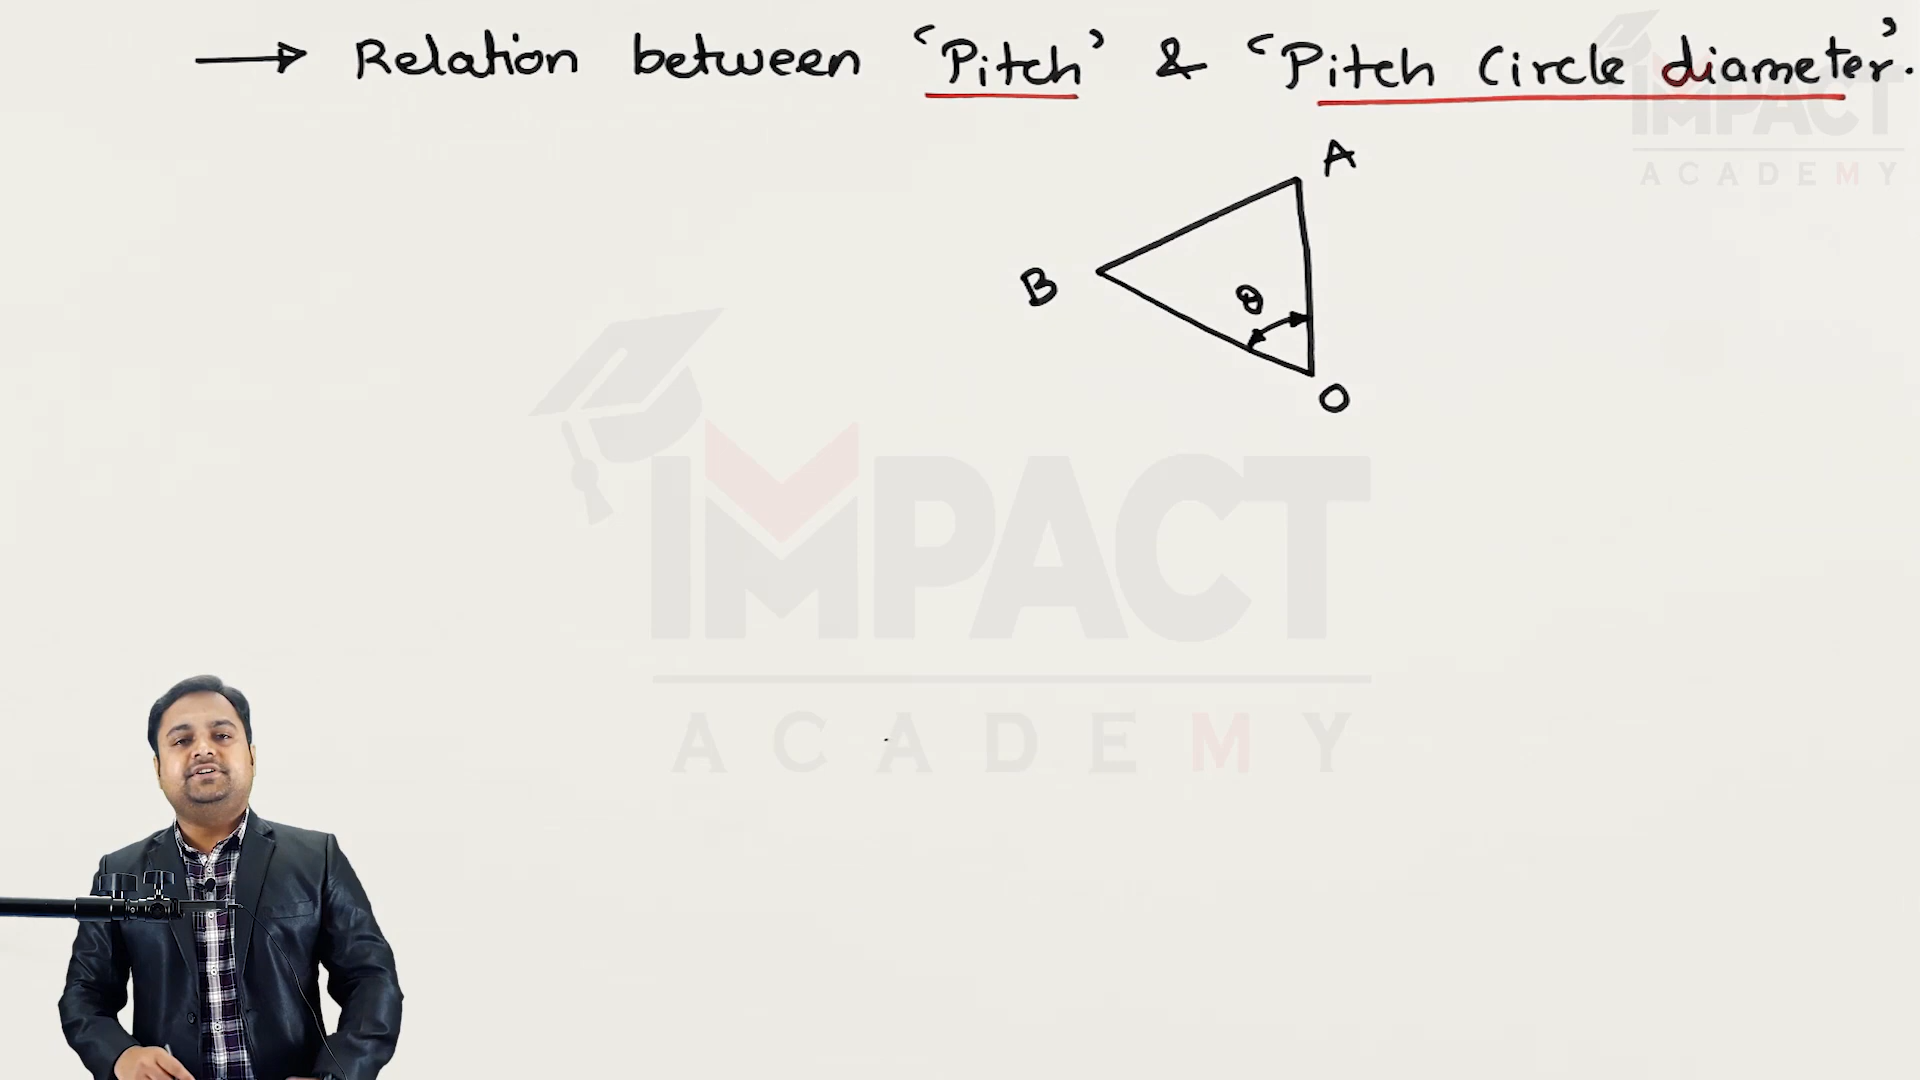 → Relation between 'Pitch' & 'Pitch Circle diameter'.
A
B
θ
O
IMPACT
ACADEMY
IMPACT
ACADEMY